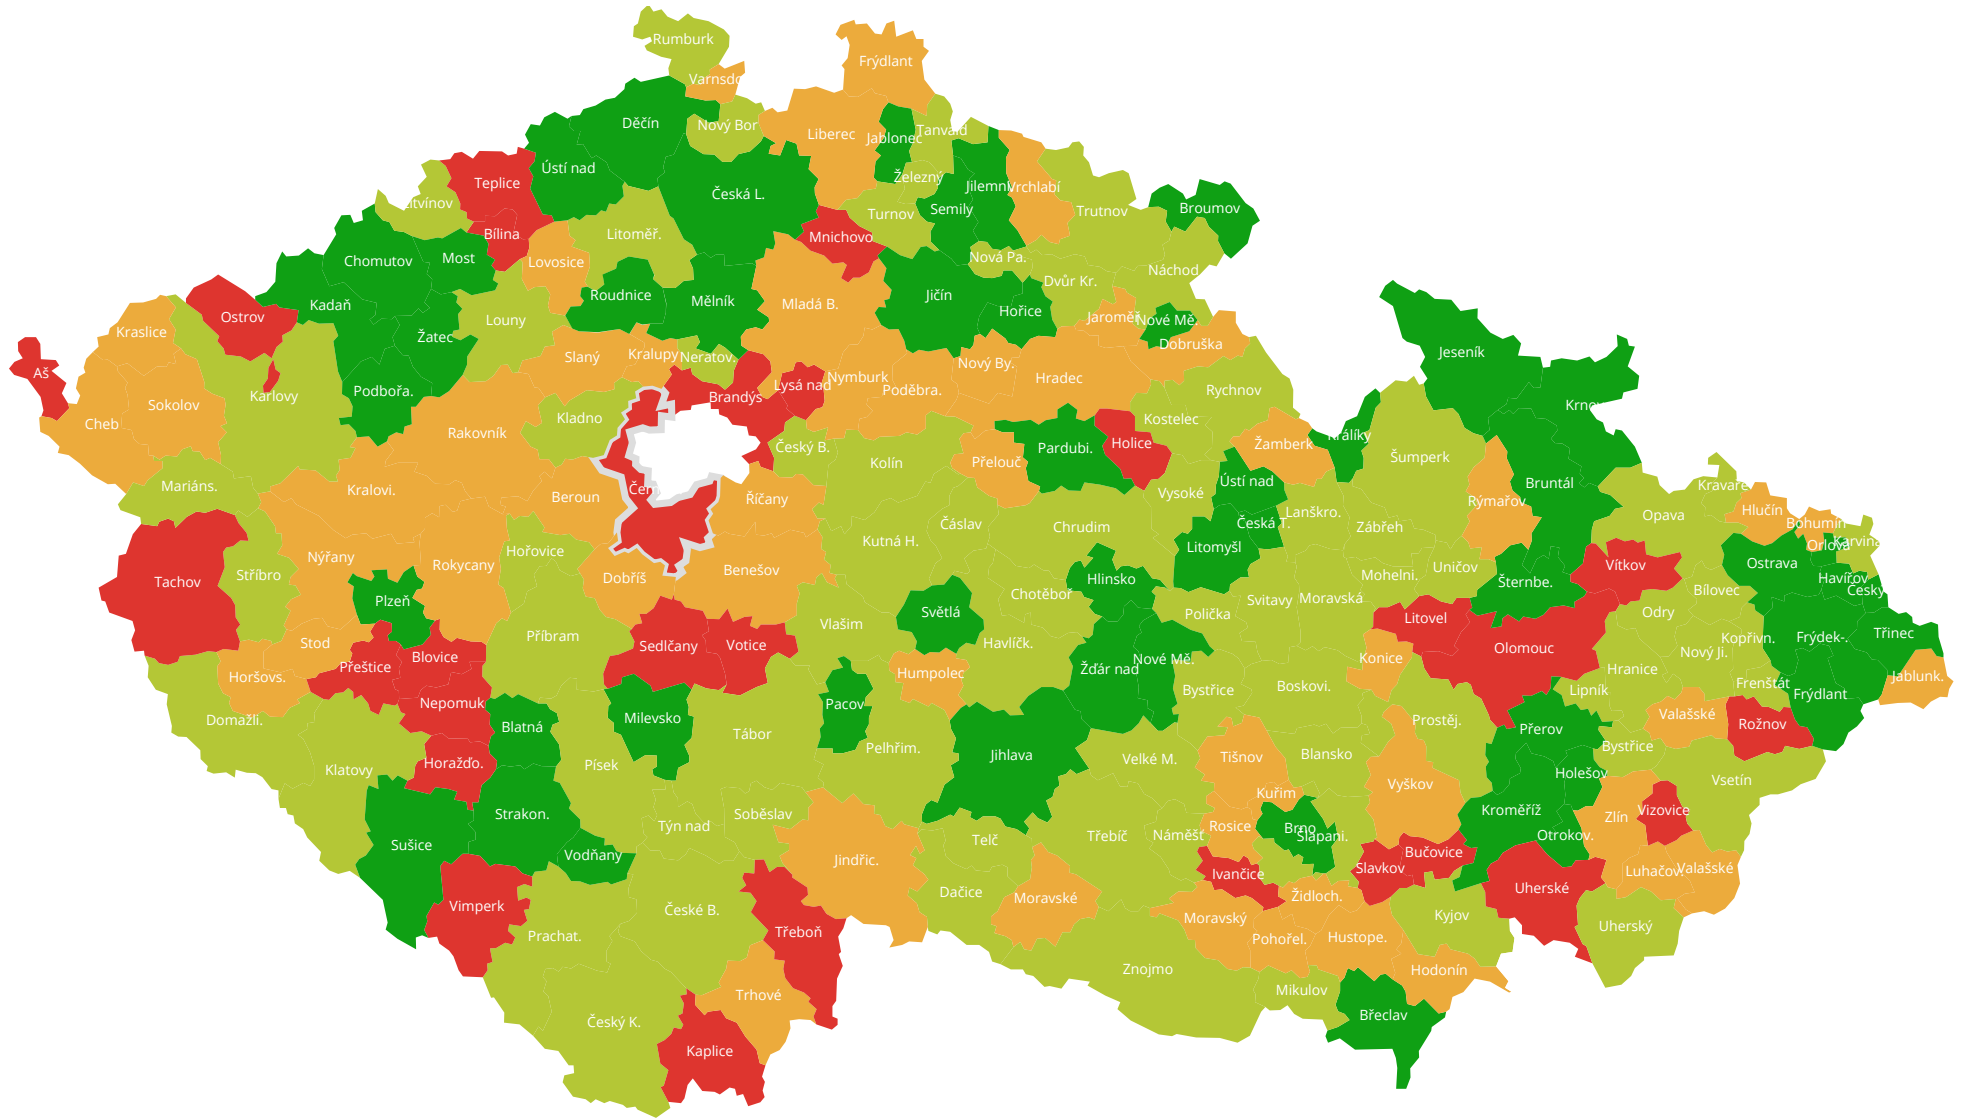 Rumburk
Frýdlant
Varnsdo
Děčín
Nový Bor
Liberec
Jablonec
Tanvald
Ústí nad
Teplice
Železný
Česká L.
Jilemni
Vrchlabí
Litvínov
Semily
Turnov
Trutnov
Broumov
Bílina
Litoměř.
Mnichovo
Most
Chomutov
Lovosice
Nová Pa.
Náchod
Dvůr Kr.
Roudnice
Mělník
Mladá B.
Jičín
Kadaň
Hořice
Ostrov
Louny
Jaroměř
Nové Mě.
Kraslice
Žatec
Dobruška
Slaný
Kralupy
Neratov.
Jeseník
Aš
Nový By.
Nymburk
Hradec
Lysá nad
Poděbra.
Podbořa.
Rychnov
Karlovy
Brandýs
Sokolov
Krnov
Kladno
Kostelec
Cheb
Rakovník
Králíky
Holice
Žamberk
Český B.
Pardubi.
Šumperk
Kolín
Přelouč
Mariáns.
Kralovi.
Ústí nad
Bruntál
Kravaře
Čern
Beroun
Říčany
Vysoké
Rýmařov
Hlučín
Lanškro.
Opava
Čáslav
Chrudim
Česká T.
Zábřeh
Bohumín
Kutná H.
Karviná
Orlová
Hořovice
Litomyšl
Nýřany
Rokycany
Vítkov
Ostrava
Uničov
Benešov
Stříbro
Mohelni.
Dobříš
Hlinsko
Tachov
Šternbe.
Havířov
Český
Bílovec
Chotěboř
Plzeň
Svitavy
Moravská
Světlá
Polička
Odry
Vlašim
Litovel
Příbram
Frýdek-.
Třinec
Kopřivn.
Stod
Havlíčk.
Sedlčany
Votice
Olomouc
Blovice
Nový Ji.
Konice
Nové Mě.
Přeštice
Žďár nad
Hranice
Humpolec
Horšovs.
Jablunk.
Frenštát
Boskovi.
Bystřice
Lipník
Frýdlant
Nepomuk
Pacov
Valašské
Milevsko
Domažli.
Prostěj.
Rožnov
Blatná
Přerov
Tábor
Pelhřim.
Bystřice
Jihlava
Blansko
Tišnov
Velké M.
Horažďo.
Písek
Klatovy
Holešov
Vsetín
Vyškov
Kuřim
Kroměříž
Vizovice
Strakon.
Soběslav
Zlín
Týn nad
Rosice
Brno
Náměšť
Třebíč
Šlapani.
Otrokov.
Telč
Sušice
Vodňany
Bučovice
Jindřic.
Slavkov
Valašské
Luhačov.
Ivančice
Uherské
Dačice
Židloch.
Moravské
Vimperk
České B.
Kyjov
Moravský
Uherský
Třeboň
Prachat.
Hustope.
Pohořel.
Znojmo
Hodonín
Mikulov
Trhové
Břeclav
Český K.
Kaplice